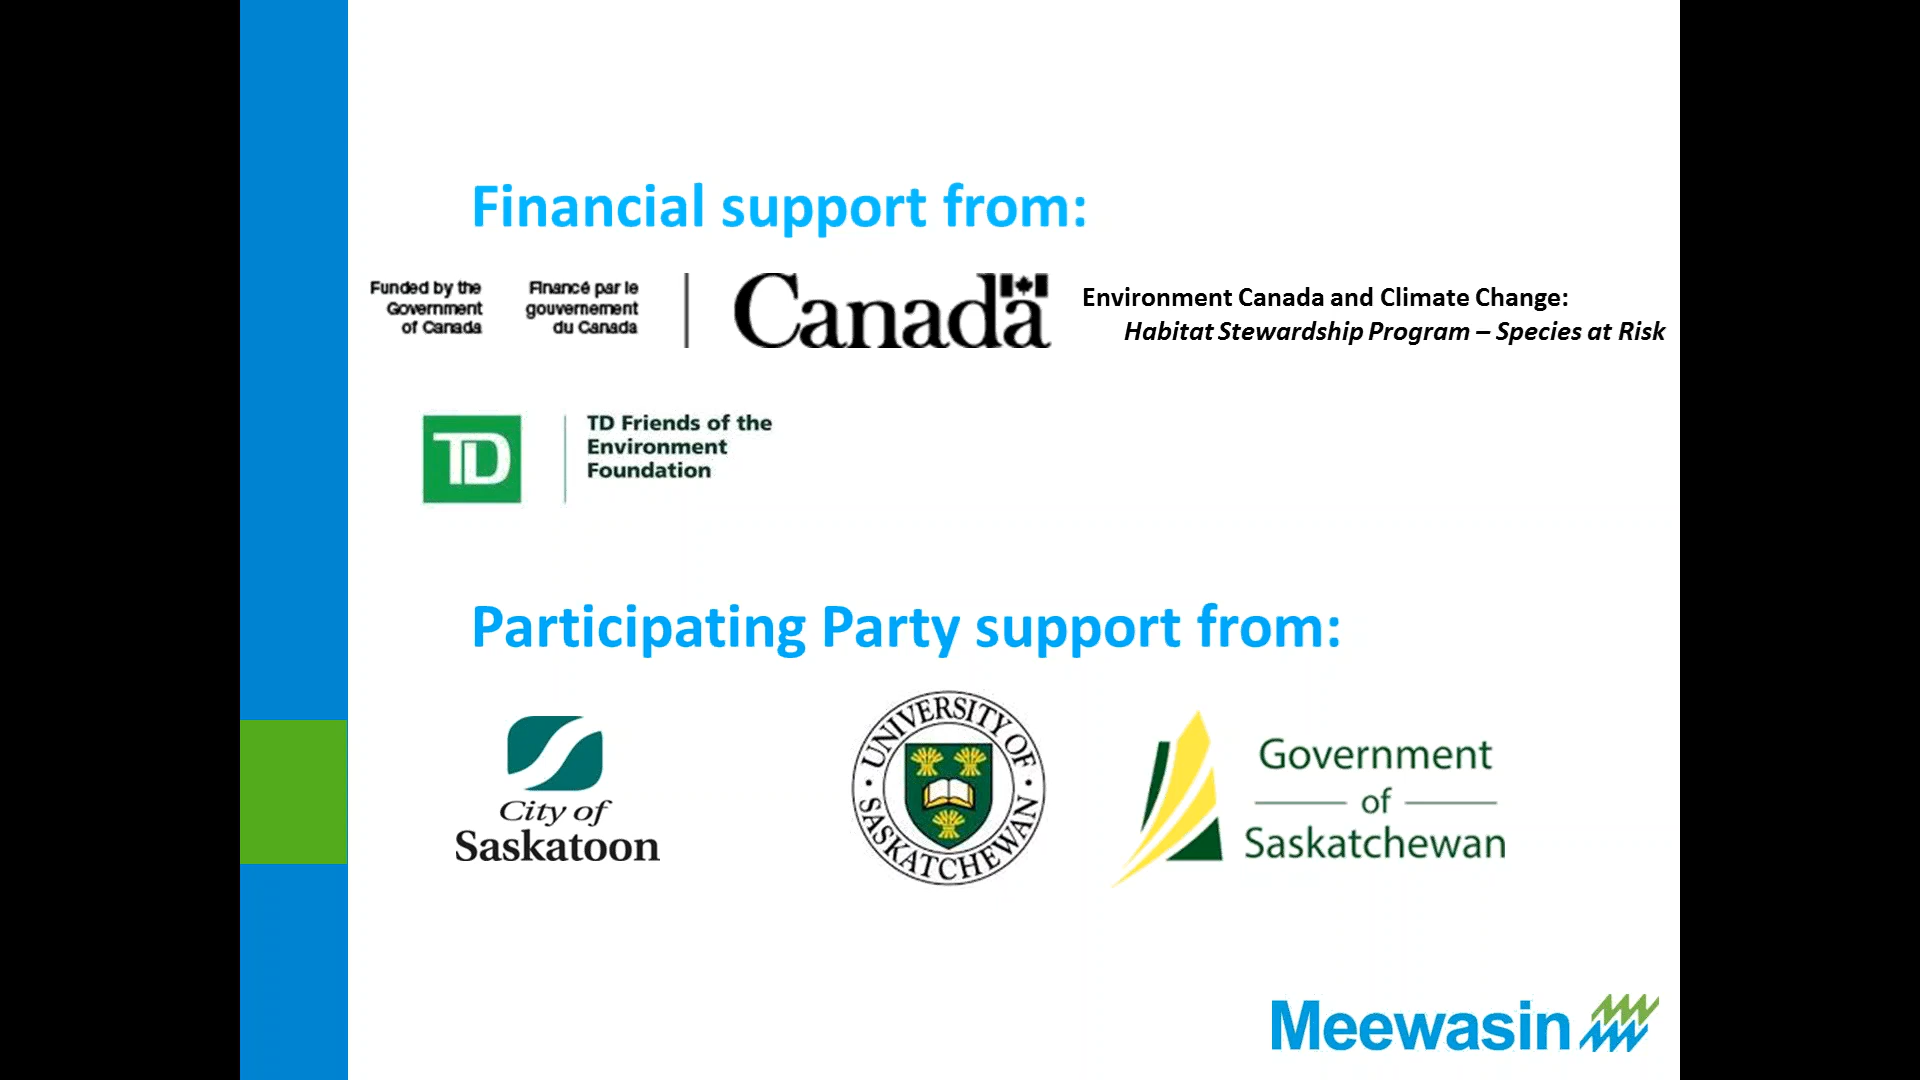 Financial support from:
Funded by the
Government
of Canada
Financé par le
gouvernement
du Canada
Canada
Environment Canada and Climate Change:
Habitat Stewardship Program – Species at Risk
TD
TD Friends of the
Environment
Foundation
Participating Party support from:
City of
Saskatoon
UNIVERSITY OF
SASKATCHEWAN
Government
of
Saskatchewan
Meewasin